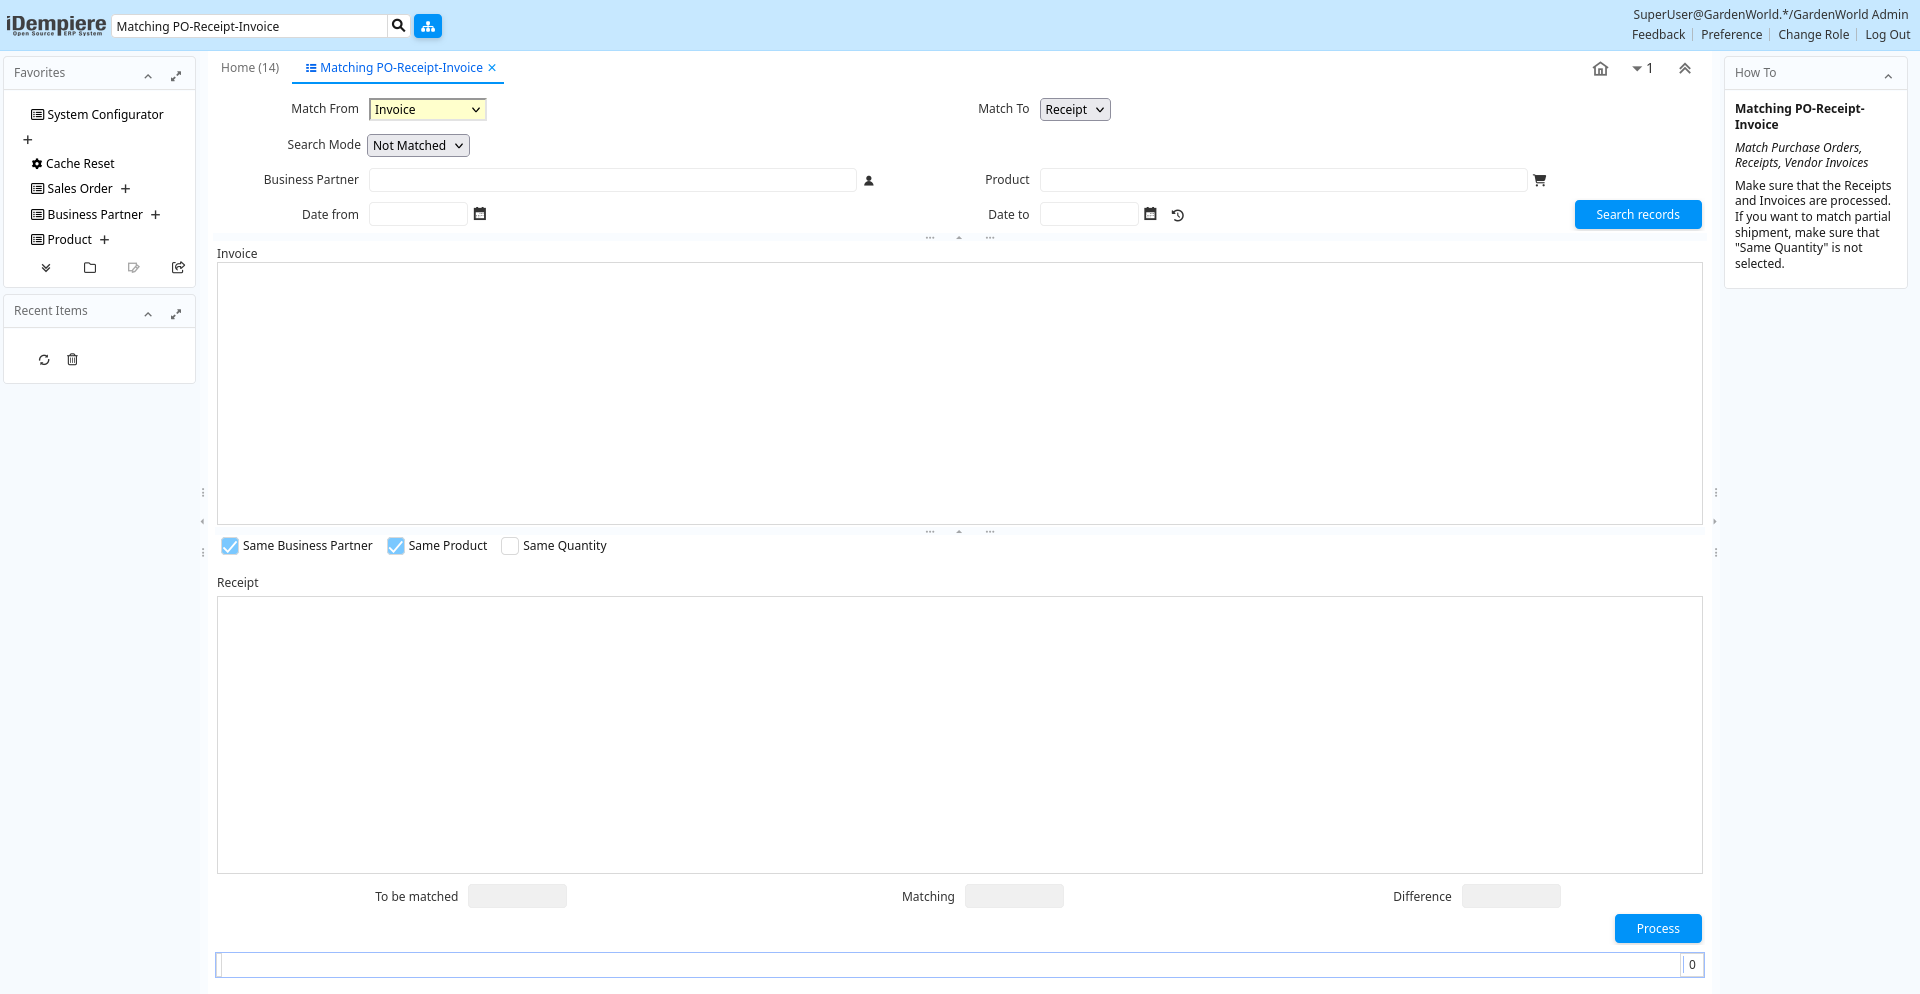 iDempiere
Open Source ERP System
Matching PO-Receipt-Invoice
SuperUser@GardenWorld.*/GardenWorld Admin
Feedback
Preference
Change Role
Log Out
Favorites
System Configurator
Cache Reset
Sales Order
Business Partner
Product
Recent Items
Home (14)
Matching PO-Receipt-Invoice
1
Match From
Invoice
Match To
Receipt
Search Mode
Not Matched
Business Partner
Product
Date from
Date to
Search records
Invoice
Same Business Partner
Same Product
Same Quantity
Receipt
To be matched
Matching
Difference
Process
0
How To
Matching PO-Receipt-
Invoice
Match Purchase Orders,
Receipts, Vendor Invoices
Make sure that the Receipts
and Invoices are processed.
If you want to match partial
shipment, make sure that
"Same Quantity" is not
selected.